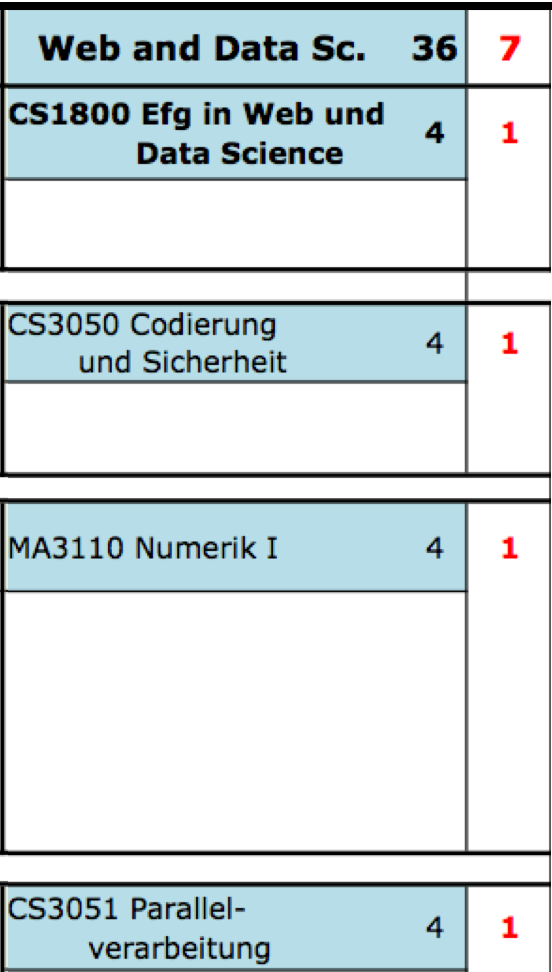 Web and Data Sc. 36 7
CS1800 Efg in Web und
Data Science 4 1
CS3050 Codierung
und Sicherheit 4 1
MA3110 Numerik I 4 1
CS3051 Parallel-
verarbeitung 4 1